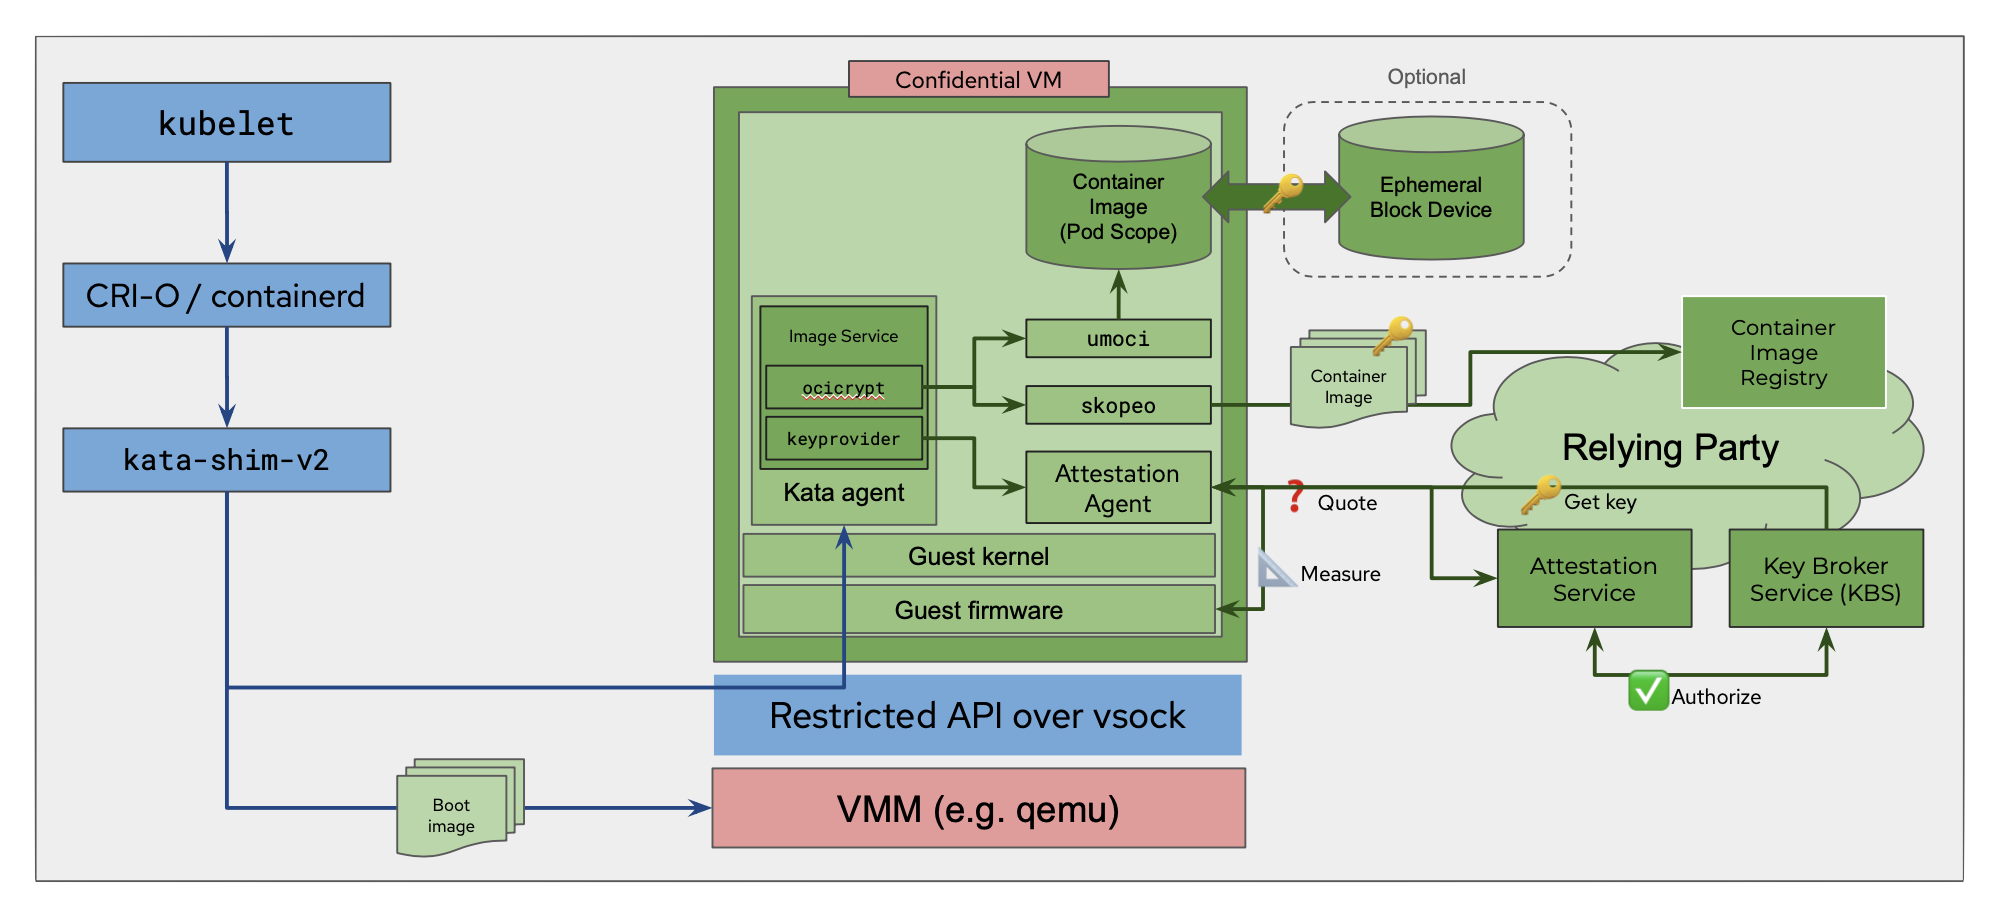 kubelet
CRI-O / containerd
kata-shim-v2
Boot
image
Confidential VM
Container
Image
(Pod Scope)
Optional
Ephemeral
Block Device
Image Service
ocicrypt
keyprovider
Kata agent
umoci
skopeo
Attestation
Agent
Guest kernel
Guest firmware
Restricted API over vsock
VMM (e.g. qemu)
Container
Image
Container
Image
Registry
Relying Party
Quote
Get key
Measure
Attestation
Service
Key Broker
Service (KBS)
Authorize